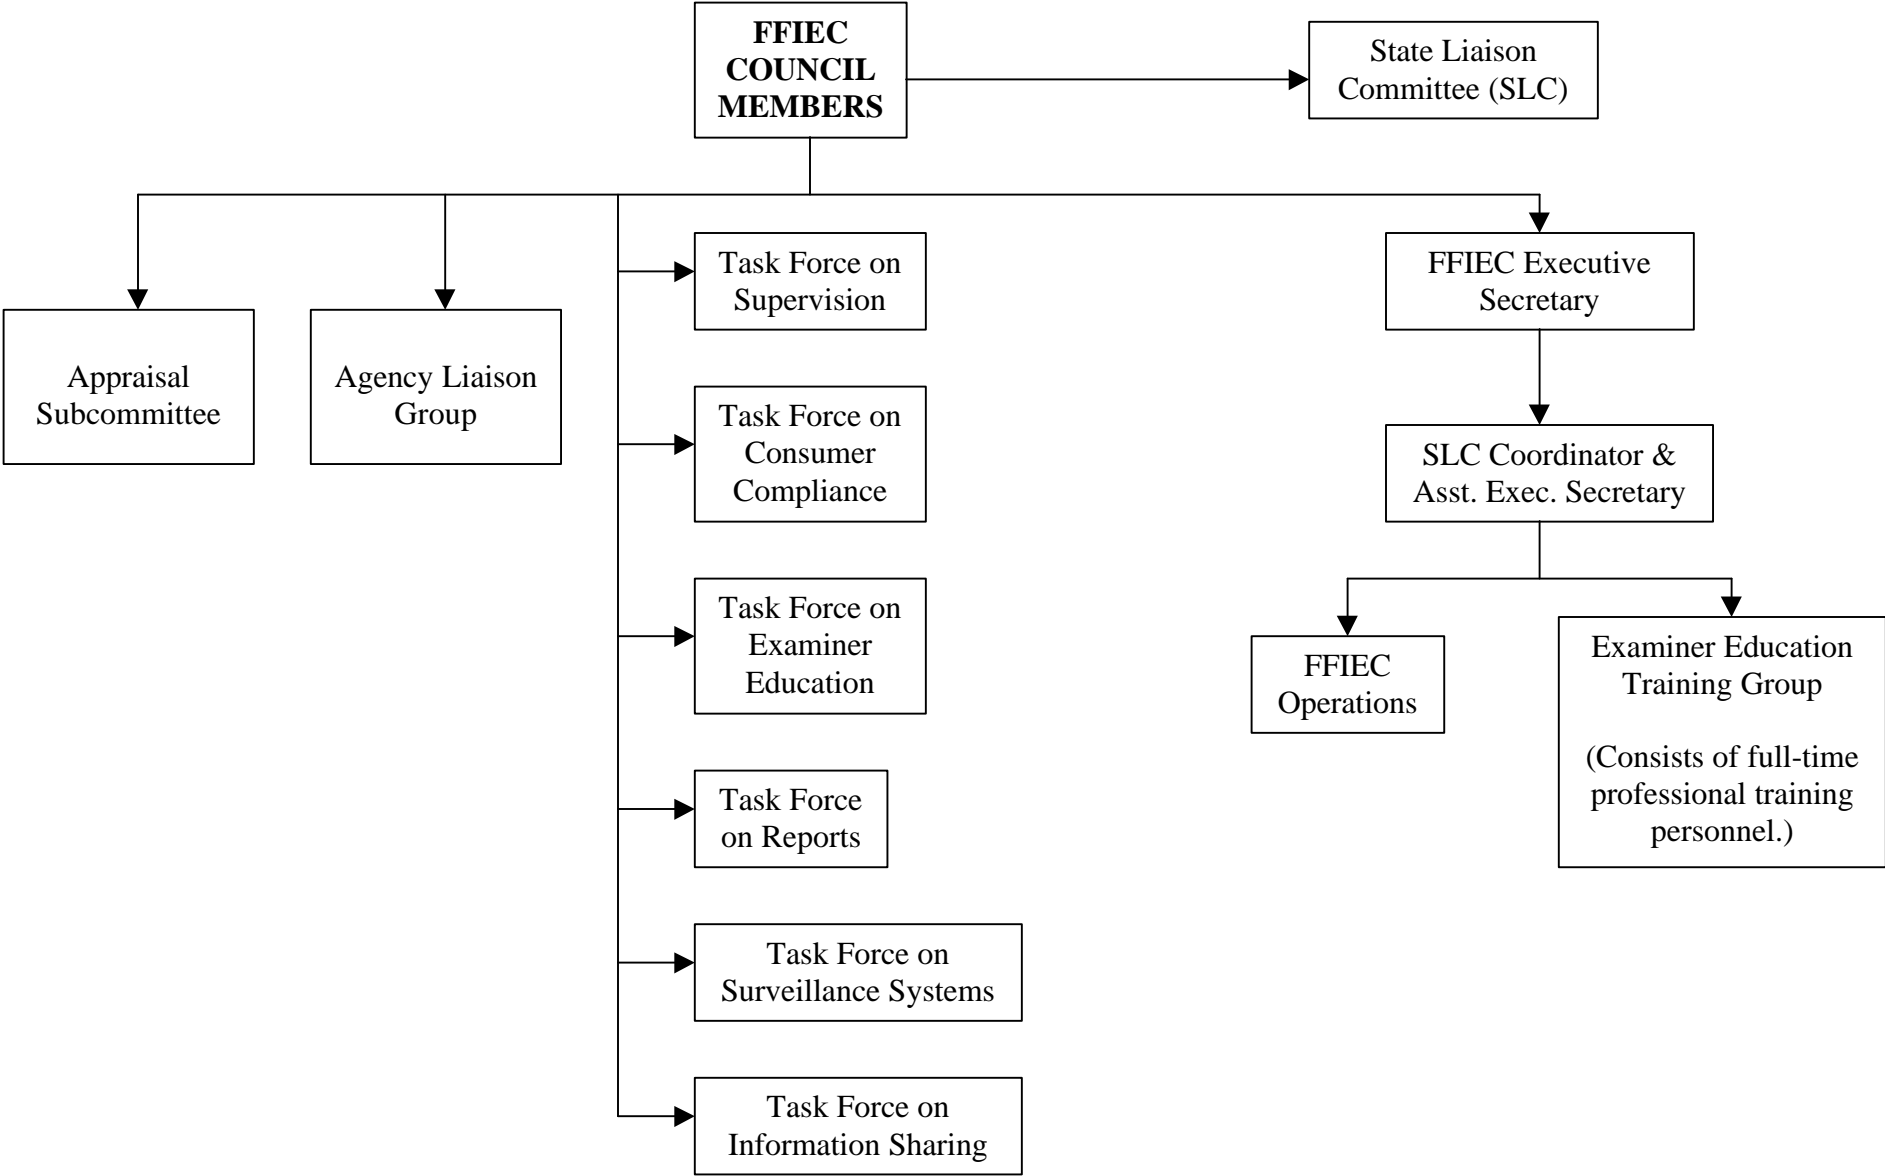 FFIEC
COUNCIL
MEMBERS
State Liaison
Committee (SLC)
Appraisal
Subcommittee
Agency Liaison
Group
Task Force on
Supervision
Task Force on
Consumer
Compliance
Task Force on
Examiner
Education
Task Force
on Reports
Task Force on
Surveillance Systems
Task Force on
Information Sharing
FFIEC Executive
Secretary
SLC Coordinator &
Asst. Exec. Secretary
FFIEC
Operations
Examiner Education
Training Group
(Consists of full-time
professional training
personnel.)